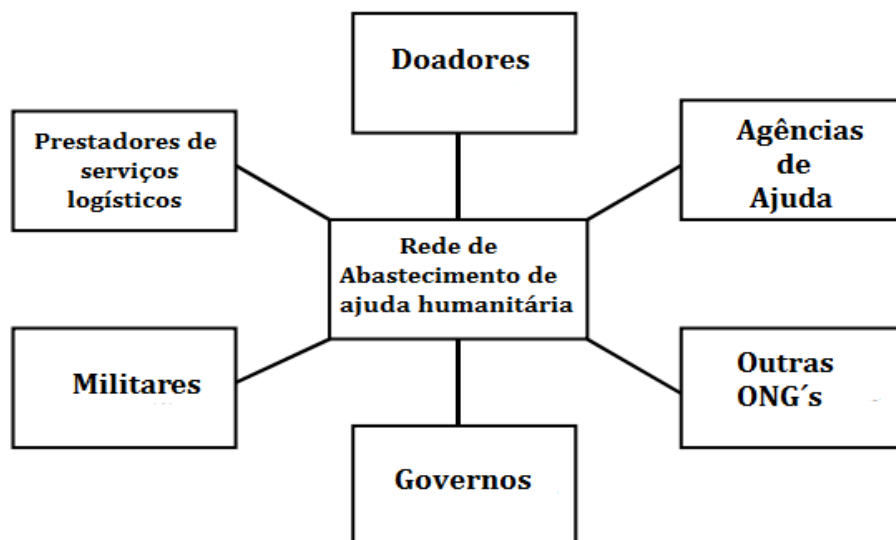 Doadores
Prestadores de
serviços
logísticos
Agências
de
Ajuda
Rede de
Abastecimento de
ajuda humanitária
Militares
Outras
ONG´s
Governos